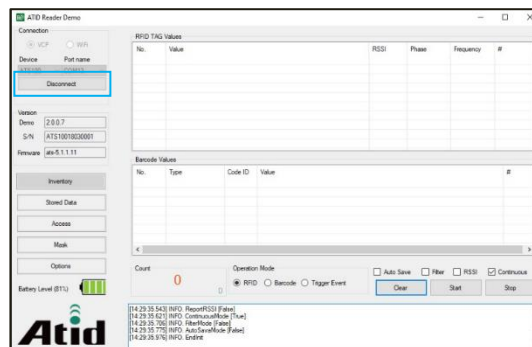 ATID Reader Demo
Connection
VCP
WiFi
Device
Port name
ATS100
COM12
Disconnect
Version
Demo 2.0.0.7
S/N ATS10018030001
Firmware ats-5.1.1.11
Inventory
Stored Data
Access
Mask
Options
Battery Level (81%)
Atid
RFID TAG Values
No. Value RSSI Phase Frequency #
Barcode Values
No. Type Code ID Value #
Count
0
0
Operation Mode
RFID Barcode Trigger Event
Auto Save Filter RSSI Continuous
Clear Start Stop
[14:29:35.543] INFO. ReportRSSI [False]
[14:29:35.621] INFO. ContinuousMode [True]
[14:29:35.706] INFO. FilterMode [False]
[14:29:35.775] INFO. AutoSaveMode [False]
[14:29:35.976] INFO. EndInit